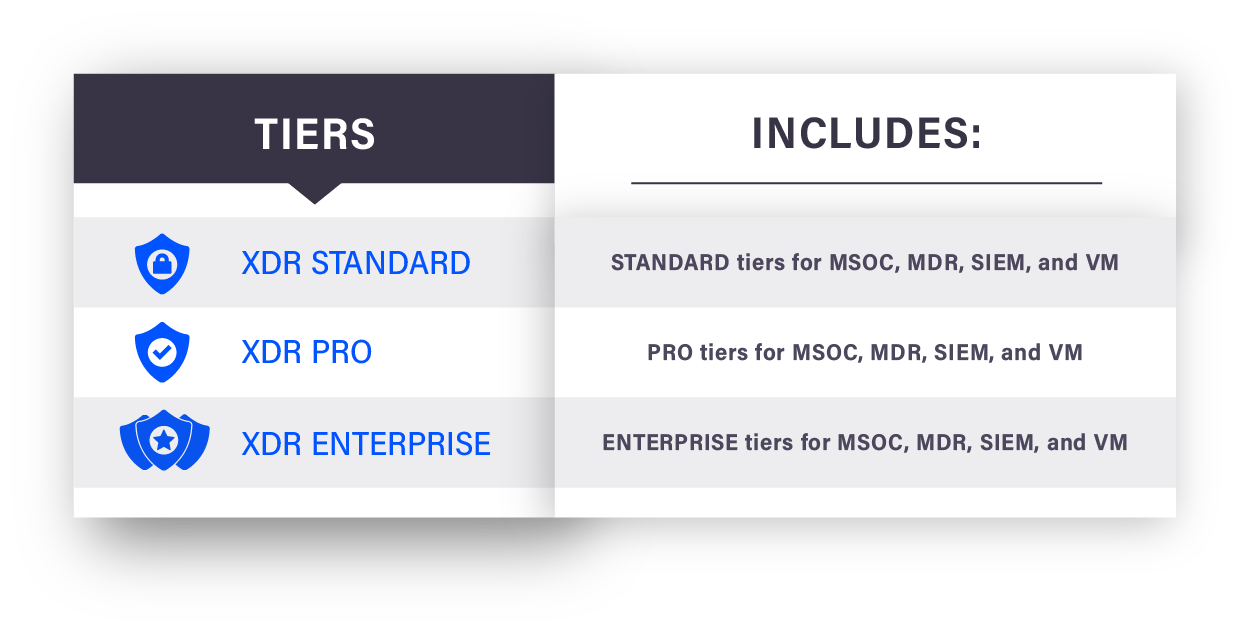 TIERS
INCLUDES:
XDR STANDARD
STANDARD tiers for MSOC, MDR, SIEM, and VM
XDR PRO
PRO tiers for MSOC, MDR, SIEM, and VM
XDR ENTERPRISE
ENTERPRISE tiers for MSOC, MDR, SIEM, and VM